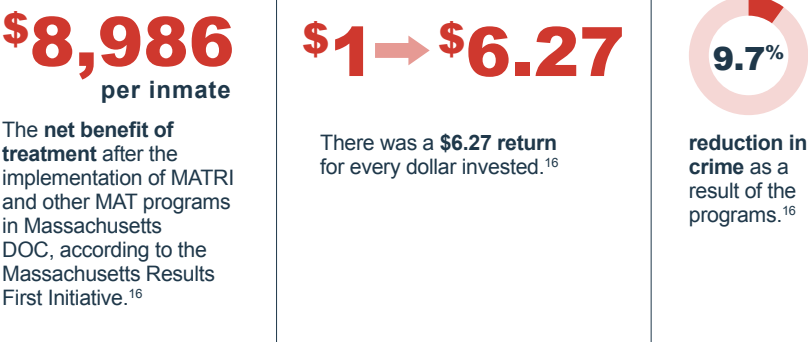 $8,986
per inmate
The net benefit of
treatment after the
implementation of MATRI
and other MAT programs
in Massachusetts
DOC, according to the
Massachusetts Results
First Initiative.16
$1 $6.27
There was a $6.27 return
for every dollar invested.16
9.7%
reduction in
crime as a
result of the
programs.16